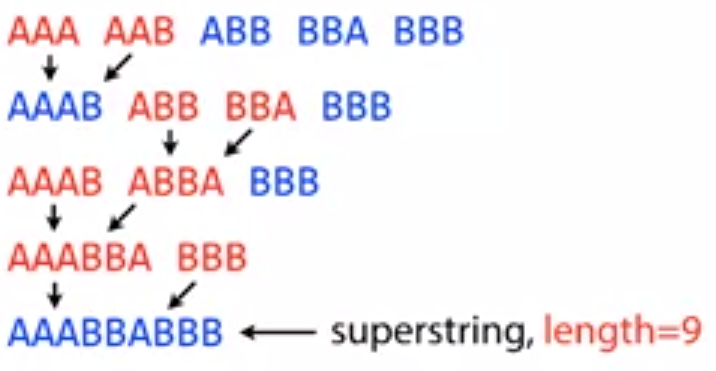 AAA AAB ABB BBA BBB
AAAB ABB BBA BBB
AAAB ABBA BBB
AAABBA BBB
AAABBABBB superstring, length=9